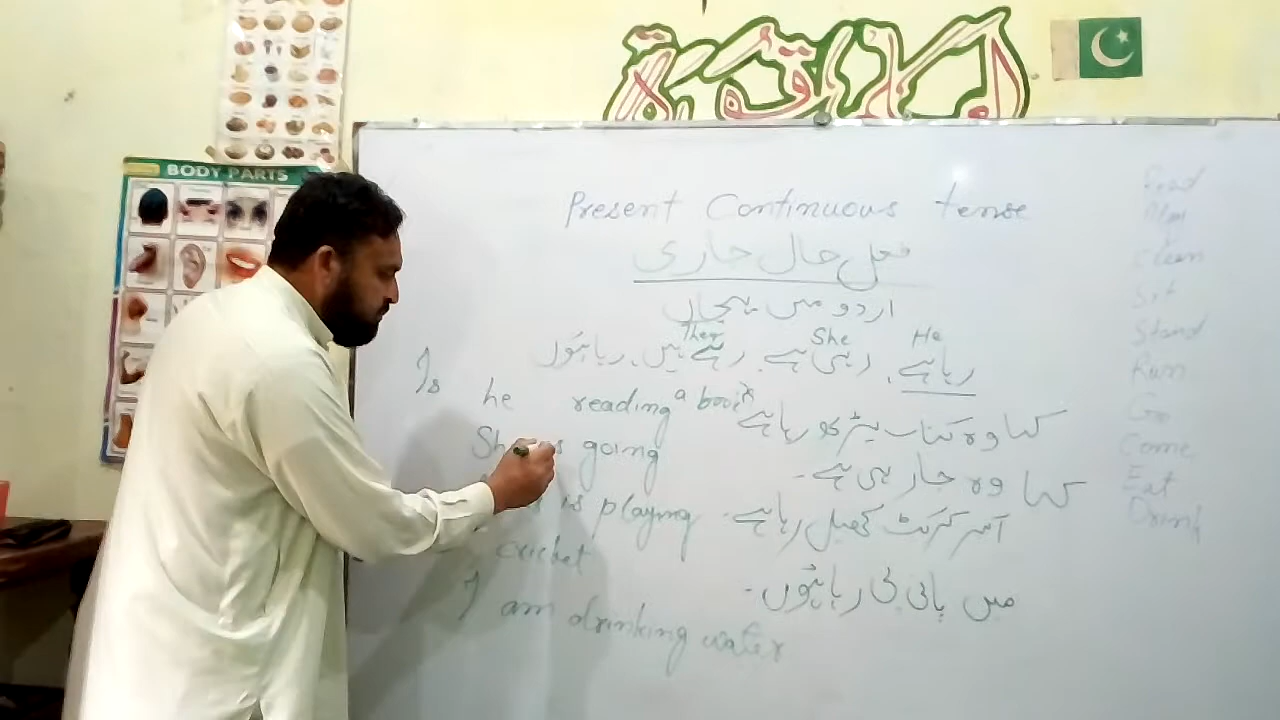 BODY PARTS
Present Continuous tense
فعل حال جاری
اردو میں پہچان
They She He
رہا ہے، رہی ہے، رہے ہیں، رہا ہوں
Is he reading a book
کیا وہ کتاب پڑھ رہا ہے
going
کیا وہ جا رہی ہے۔
is playing
کرکٹ کھیل رہا ہے۔
cricket
میں پانی پی رہا ہوں۔
I am drinking water
Read
Clean
Sit
Stand
Run
Go
Come
Eat
Drink